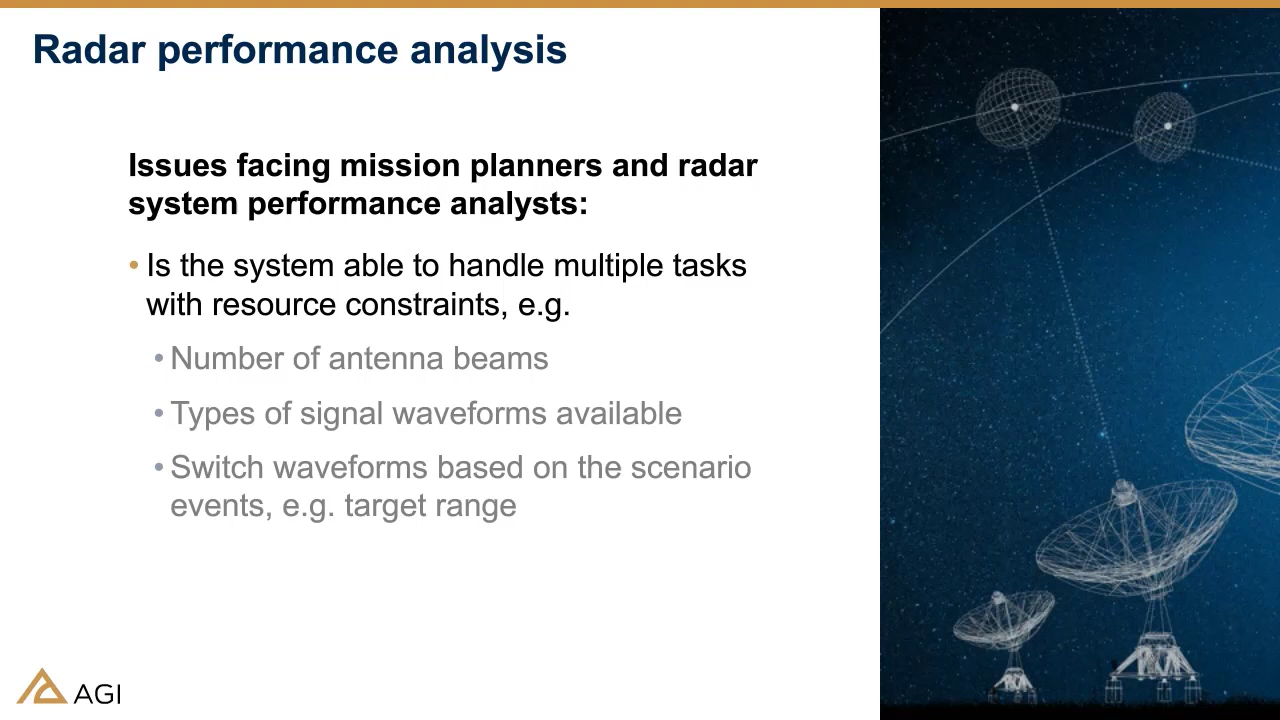 Radar performance analysis
Issues facing mission planners and radar
system performance analysts:
• Is the system able to handle multiple tasks
with resource constraints, e.g.
• Number of antenna beams
• Types of signal waveforms available
• Switch waveforms based on the scenario
events, e.g. target range
AGI